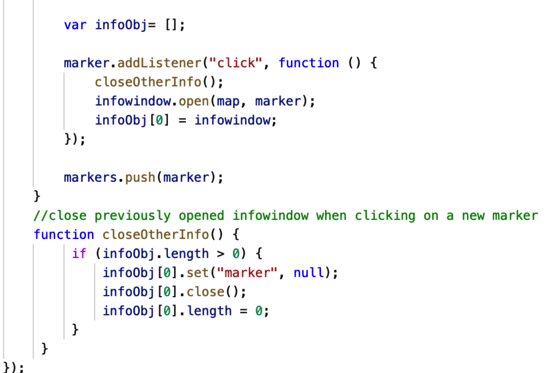 var infoObj= [];
marker.addListener("click", function () {
closeOtherInfo();
infowindow.open(map, marker);
infoObj[0] = infowindow;
});
markers.push(marker);
}
//close previously opened infowindow when clicking on a new marker
function closeOtherInfo() {
if (infoObj.length > 0) {
infoObj[0].set("marker", null);
infoObj[0].close();
infoObj[0].length = 0;
}
}
});